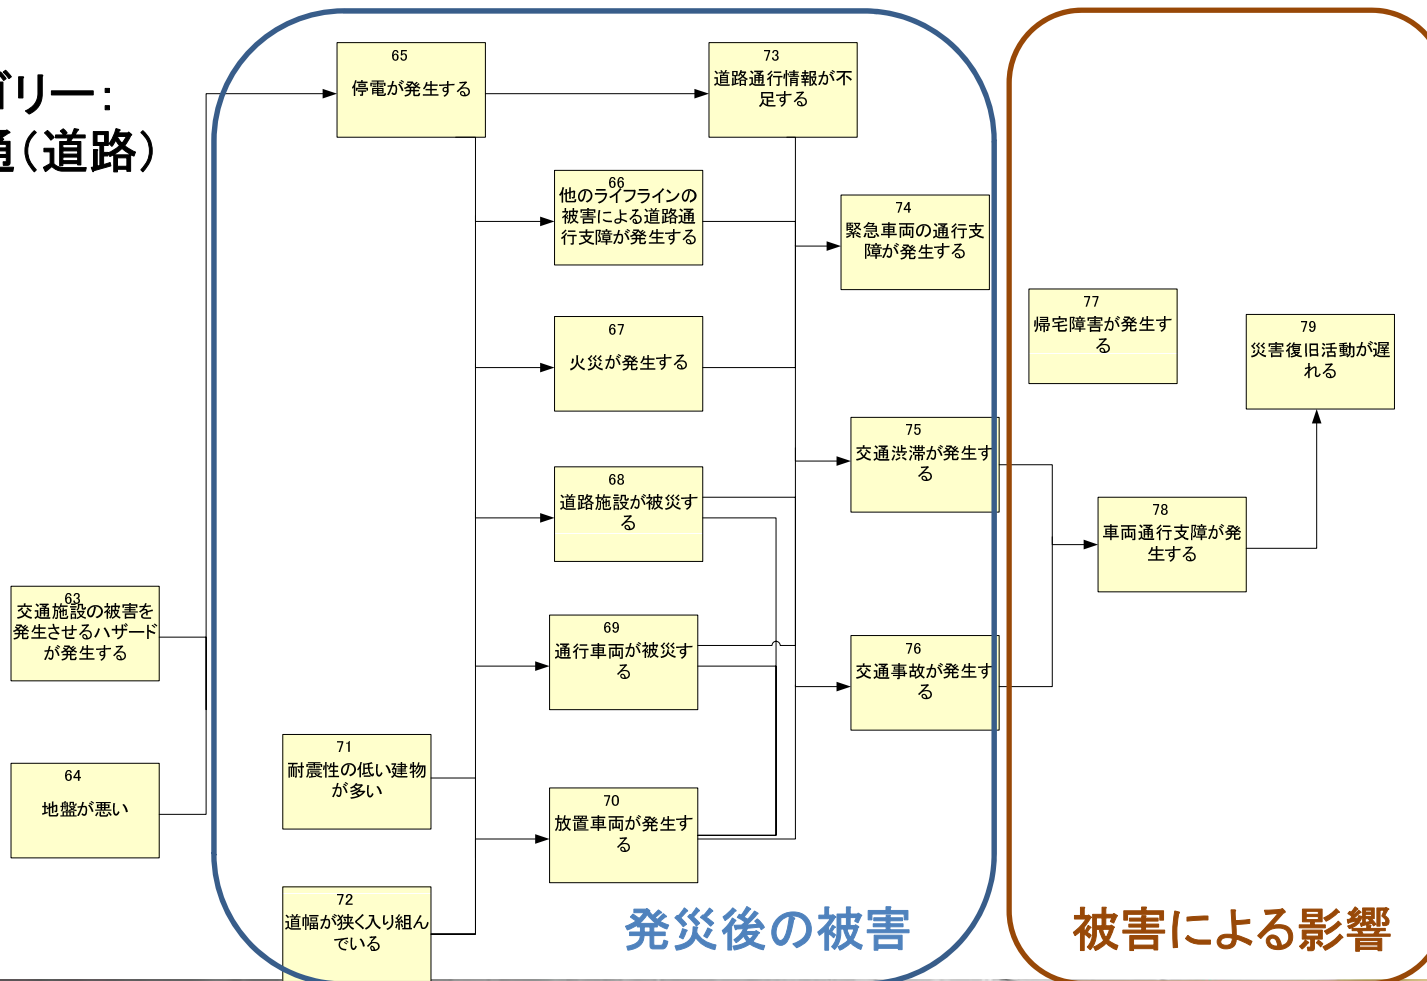 ゴリー：
通（道路）
65
停電が発生する
73
道路通行情報が不
足する
66
他のライフラインの
被害による道路通
行支障が発生する
74
緊急車両の通行支
障が発生する
67
火災が発生する
77
帰宅障害が発生す
る
79
災害復旧活動が遅
れる
75
交通渋滞が発生す
る
68
道路施設が被災す
る
78
車両通行支障が発
生する
63
交通施設の被害を
発生させるハザード
が発生する
69
通行車両が被災す
る
76
交通事故が発生す
る
64
地盤が悪い
71
耐震性の低い建物
が多い
70
放置車両が発生す
る
72
道幅が狭く入り組ん
でいる
発災後の被害
被害による影響